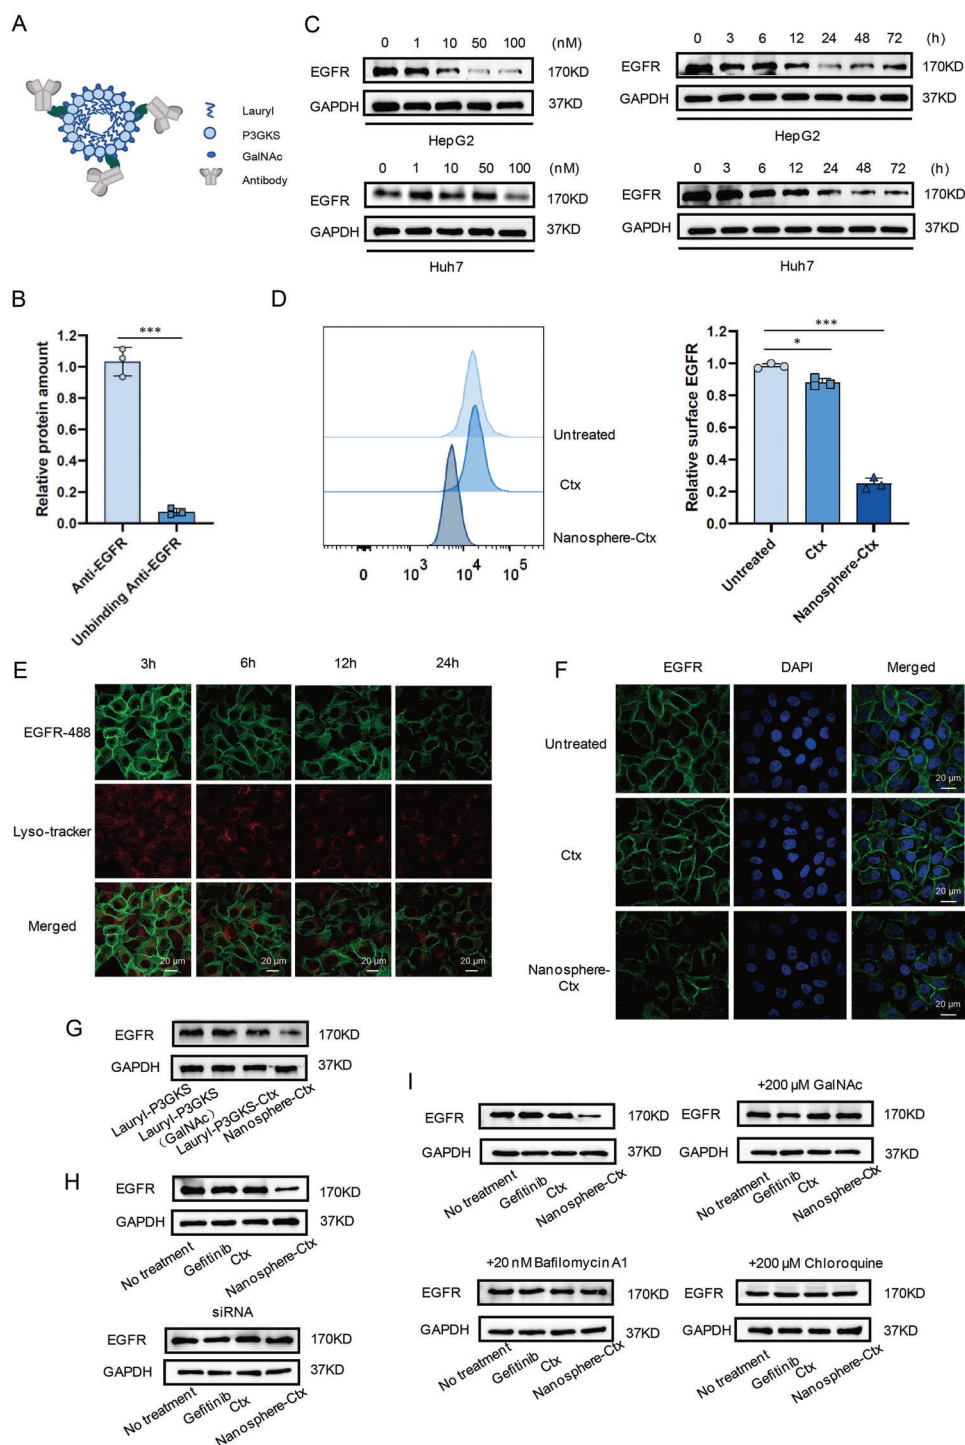 A
Lauryl
P3GKS
GalNAc
Antibody
C
0 1 10 50 100 (nM)
EGFR 170KD
GAPDH 37KD
HepG2
0 3 6 12 24 48 72 (h)
EGFR 170KD
GAPDH 37KD
HepG2
0 1 10 50 100 (nM)
EGFR 170KD
GAPDH 37KD
Huh7
0 3 6 12 24 48 72 (h)
EGFR 170KD
GAPDH 37KD
Huh7
B
Relative protein amount
1.2
1.0
0.8
0.6
0.4
0.2
0.0
***
Anti-EGFR
Unbinding Anti-EGFR
D
Untreated
Ctx
Nanosphere-Ctx
0 10³ 10⁴ 10⁵
Relative surface EGFR
1.2
1.0
0.8
0.6
0.4
0.2
0.0
***
*
Untreated
Ctx
Nanosphere-Ctx
E
3h 6h 12h 24h
EGFR-488
Lyso-tracker
Merged
20 μm 20 μm 20 μm 20 μm
F
EGFR DAPI Merged
Untreated
20 μm
Ctx
20 μm
Nanosphere-
Ctx
20 μm
G
EGFR 170KD
GAPDH 37KD
Lauryl-P3GKS
Lauryl-P3GKS
(GalNAc)
Lauryl-P3GKS-Ctx
Nanosphere-Ctx
H
EGFR 170KD
GAPDH 37KD
No treatment
Gefitinib
Ctx
Nanosphere-Ctx
siRNA
EGFR 170KD
GAPDH 37KD
No treatment
Gefitinib
Ctx
Nanosphere-Ctx
I
EGFR 170KD
GAPDH 37KD
No treatment
Gefitinib
Ctx
Nanosphere-Ctx
+200 μM GalNAc
EGFR 170KD
GAPDH 37KD
No treatment
Gefitinib
Ctx
Nanosphere-Ctx
+20 nM Bafilomycin A1
EGFR 170KD
GAPDH 37KD
No treatment
Gefitinib
Ctx
Nanosphere-Ctx
+200 μM Chloroquine
EGFR 170KD
GAPDH 37KD
No treatment
Gefitinib
Ctx
Nanosphere-Ctx